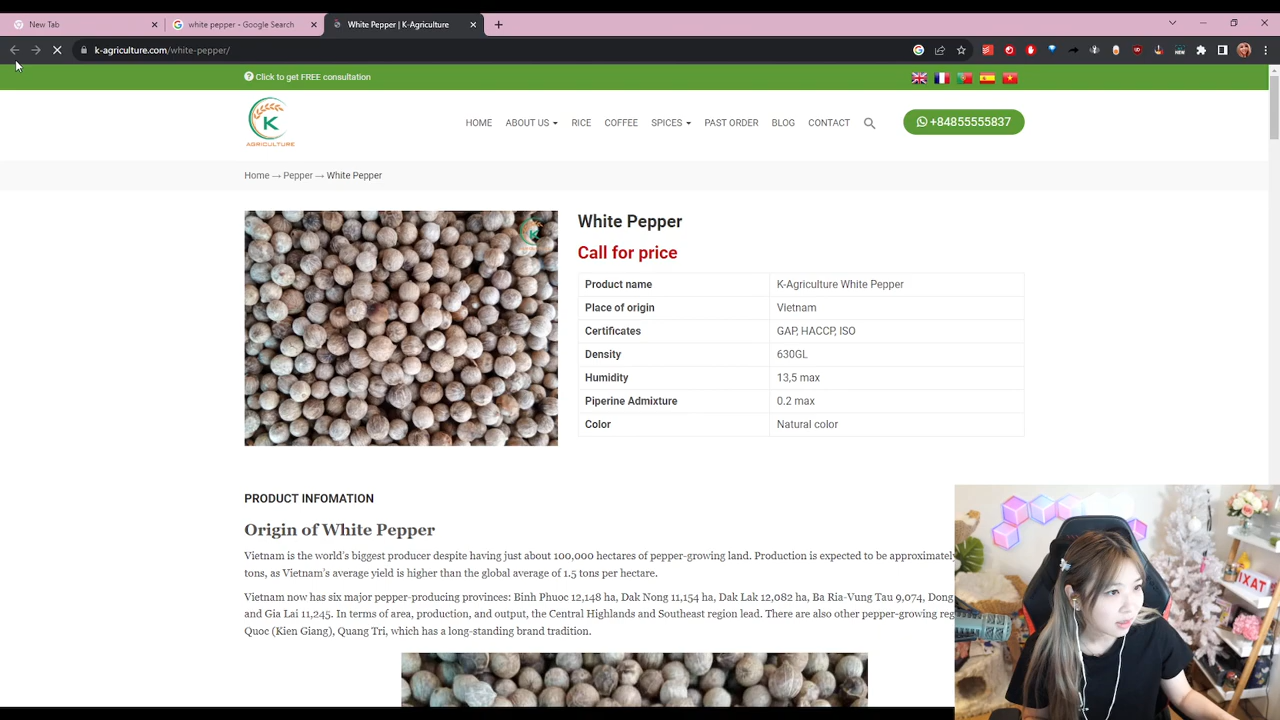 New Tab
white pepper - Google Search
White Pepper | K-Agriculture
k-agriculture.com/white-pepper/
Click to get FREE consultation
K
AGRICULTURE
HOME
ABOUT US
RICE
COFFEE
SPICES
PAST ORDER
BLOG
CONTACT
+84855555837
Home → Pepper → White Pepper
White Pepper
Call for price
Product name K-Agriculture White Pepper
Place of origin Vietnam
Certificates GAP, HACCP, ISO
Density 630GL
Humidity 13,5 max
Piperine Admixture 0.2 max
Color Natural color
PRODUCT INFOMATION
Origin of White Pepper
Vietnam is the world's biggest producer despite having just about 100,000 hectares of pepper-growing land. Production is expected to be approximately
tons, as Vietnam's average yield is higher than the global average of 1.5 tons per hectare.
Vietnam now has six major pepper-producing provinces: Binh Phuoc 12,148 ha, Dak Nong 11,154 ha, Dak Lak 12,082 ha, Ba Ria-Vung Tau 9,074, Dong
and Gia Lai 11,245. In terms of area, production, and output, the Central Highlands and Southeast region lead. There are also other pepper-growing reg
Quoc (Kien Giang), Quang Tri, which has a long-standing brand tradition.